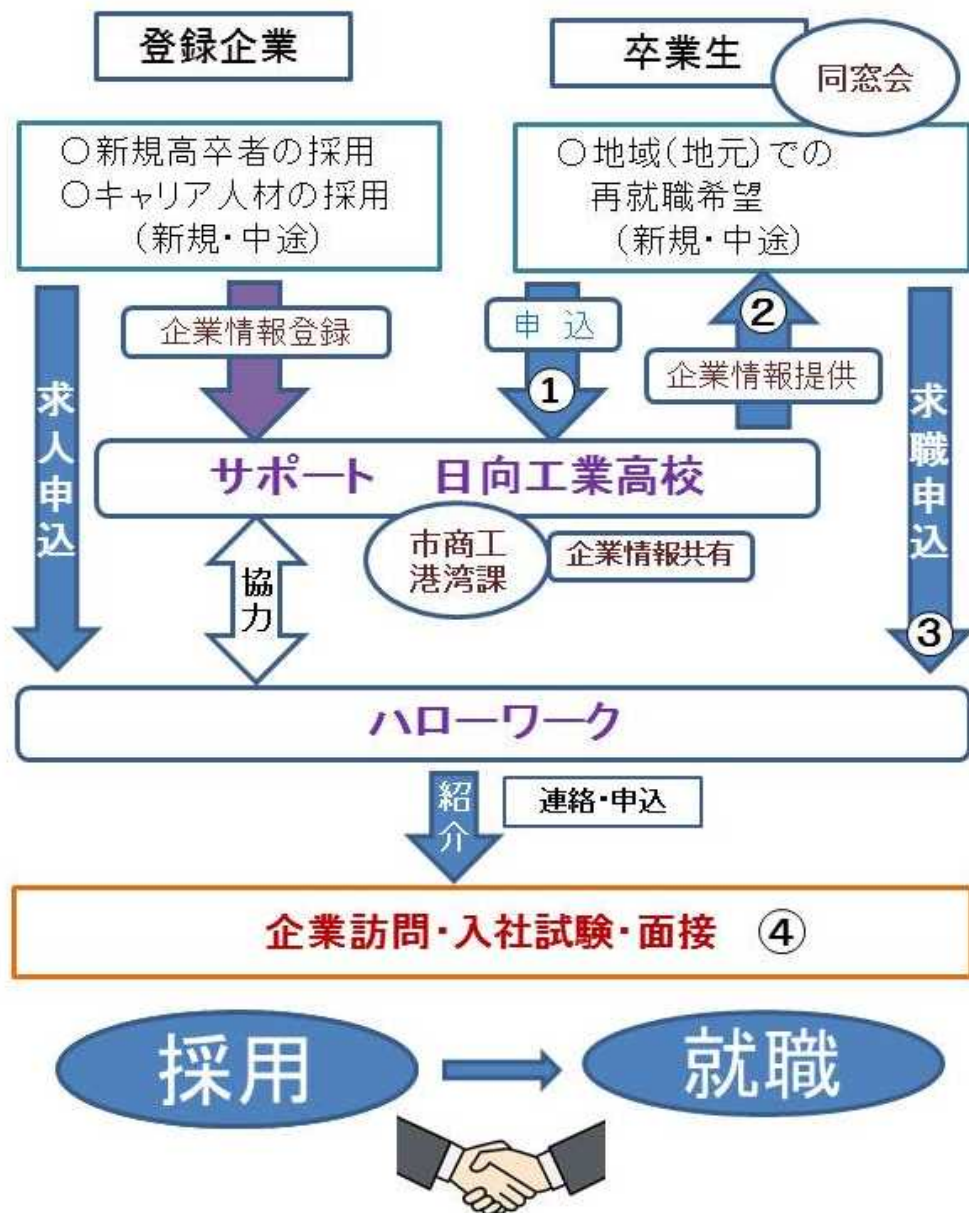 登録企業
卒業生
同窓会
○新規高卒者の採用
○キャリア人材の採用
(新規・中途)
○地域(地元)での
再就職希望
(新規・中途)
企業情報登録
申 込
①
②
企業情報提供
求人申込
求職申込
③
サポート 日向工業高校
市商工
港湾課
企業情報共有
協力
ハローワーク
紹介
連絡・申込
企業訪問・入社試験・面接 ④
採用
就職